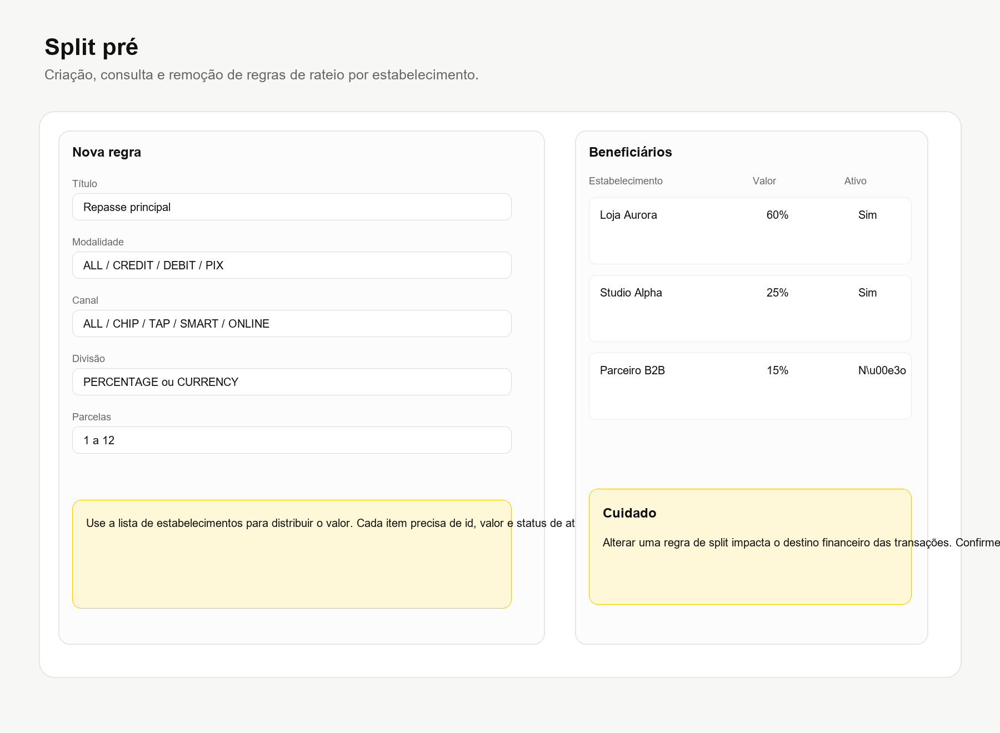 Split pré
Criação, consulta e remoção de regras de rateio por estabelecimento.
Nova regra
Título
Repasse principal
Modalidade
ALL / CREDIT / DEBIT / PIX
Canal
ALL / CHIP / TAP / SMART / ONLINE
Divisão
PERCENTAGE ou CURRENCY
Parcelas
1 a 12
Use a lista de estabelecimentos para distribuir o valor. Cada item precisa de id, valor e status de at
Beneficiários
Estabelecimento Valor Ativo
Loja Aurora 60% Sim
Studio Alpha 25% Sim
Parceiro B2B 15% N\u00e3o
Cuidado
Alterar uma regra de split impacta o destino financeiro das transações. Confirme